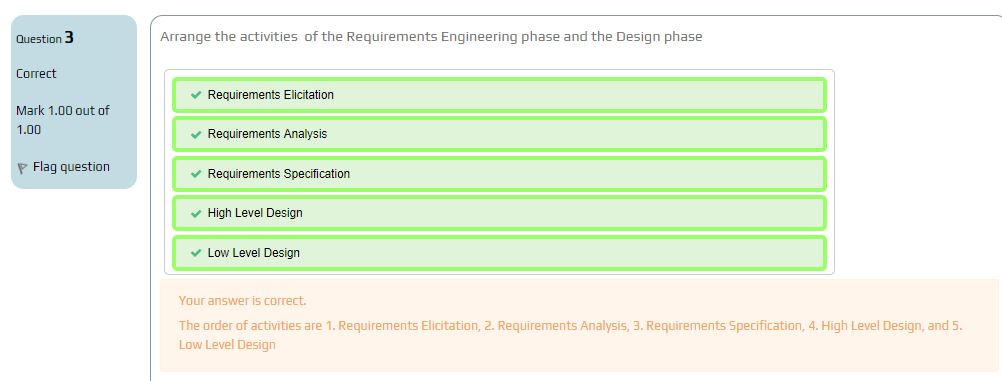 Question 3
Correct
Mark 1.00 out of
1.00
Flag question
Arrange the activities of the Requirements Engineering phase and the Design phase
Requirements Elicitation
Requirements Analysis
Requirements Specification
High Level Design
Low Level Design
Your answer is correct.
The order of activities are 1. Requirements Elicitation, 2. Requirements Analysis, 3. Requirements Specification, 4. High Level Design, and 5.
Low Level Design